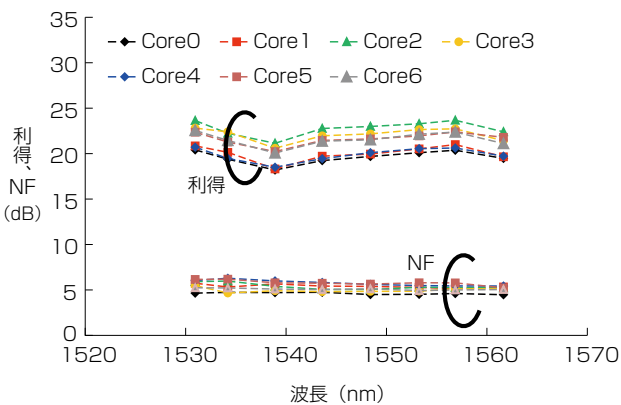 35
30
25
20
15
10
5
0
Core0 Core1 Core2 Core3
Core4 Core5 Core6
利得、NF
(dB)
利得
NF
1520 1530 1540 1550 1560 1570
波長（nm）